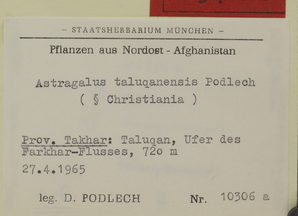 - STAATSHERBARIUM MÜNCHEN -
Pflanzen aus Nordost - Afghanistan
Astragalus taluqanensis Podlech
( § Christiania )
Prov. Takhar: Taluqan, Ufer des
Farkhar-Flusses, 720 m
27.4.1965
leg. D. PODLECH Nr. 10306 a